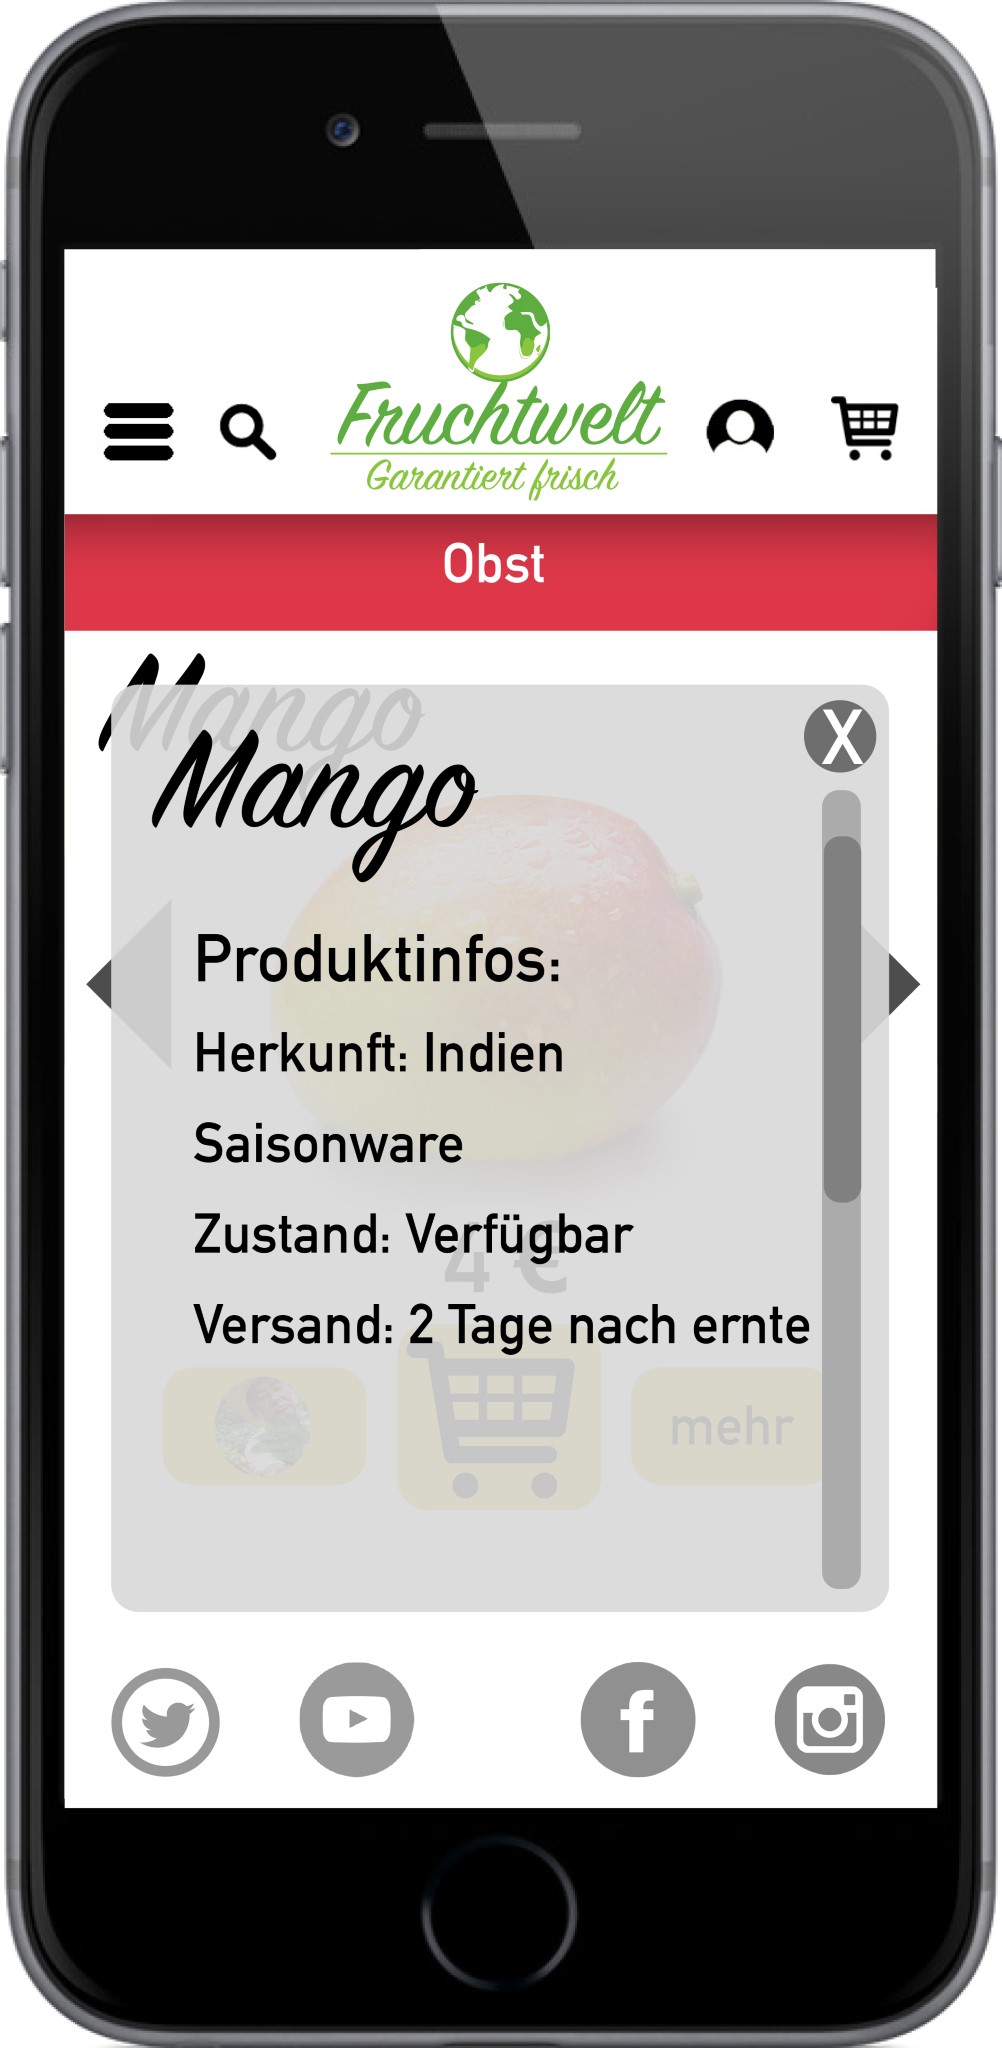 Fruchtwelt
Garantiert frisch
Obst
Mango
X
Mango
Produktinfos:
Herkunft: Indien
Saisonware
Zustand: Verfügbar
4 €
Versand: 2 Tage nach ernte
mehr